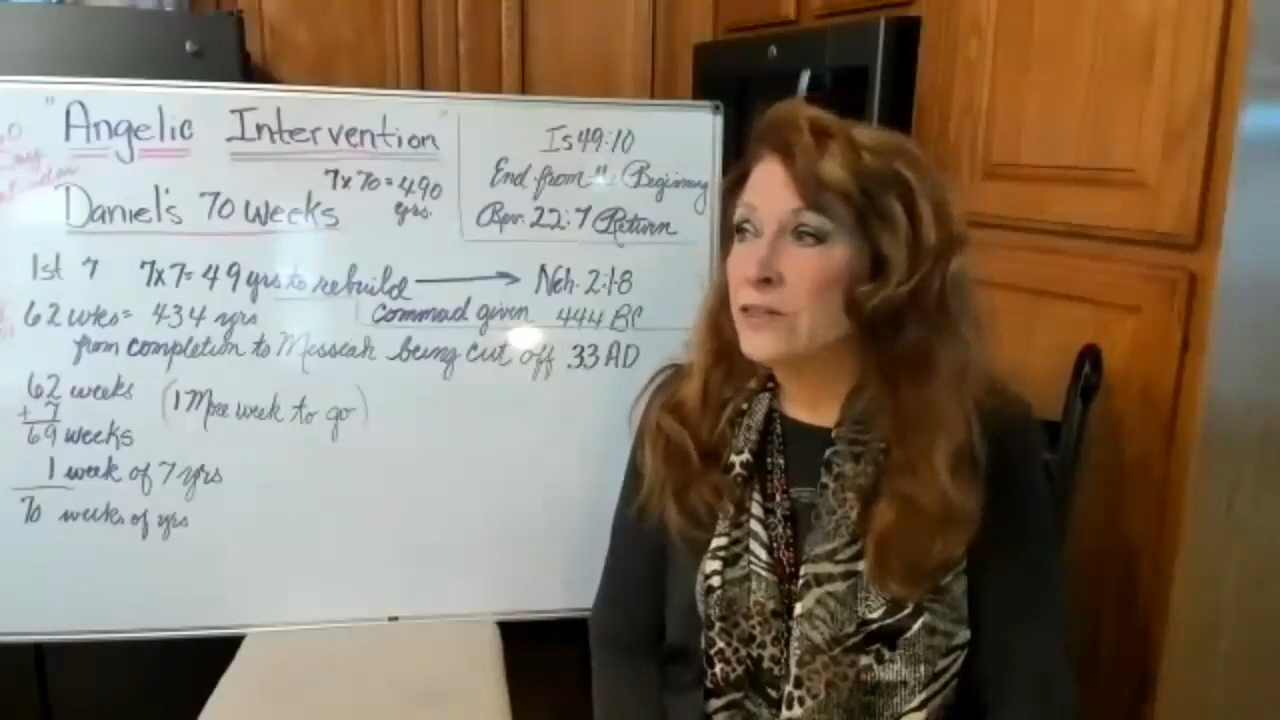 "Angelic Intervention"
7x70=490
yrs.
Daniel's 70 Weeks
Is 49:10
End from Beginning
Rev. 22:7 Return
1st 7 7x7=49 yrs to rebuild → Neh. 2:1-8
62 wks= 434 yrs Commad given 444 BC
from completion to Messeah being cut off 33 AD
62 weeks (1 More week to go)
+ 7
69 weeks
1 week of 7 yrs
70 weeks of yrs